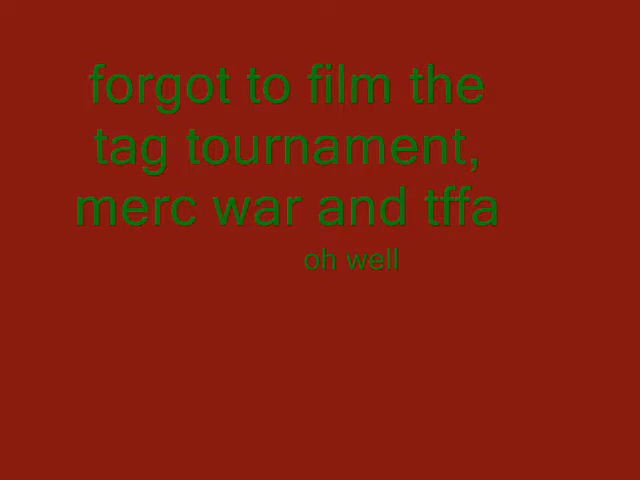 forgot to film the
tag tournament,
merc war and tffa
oh well